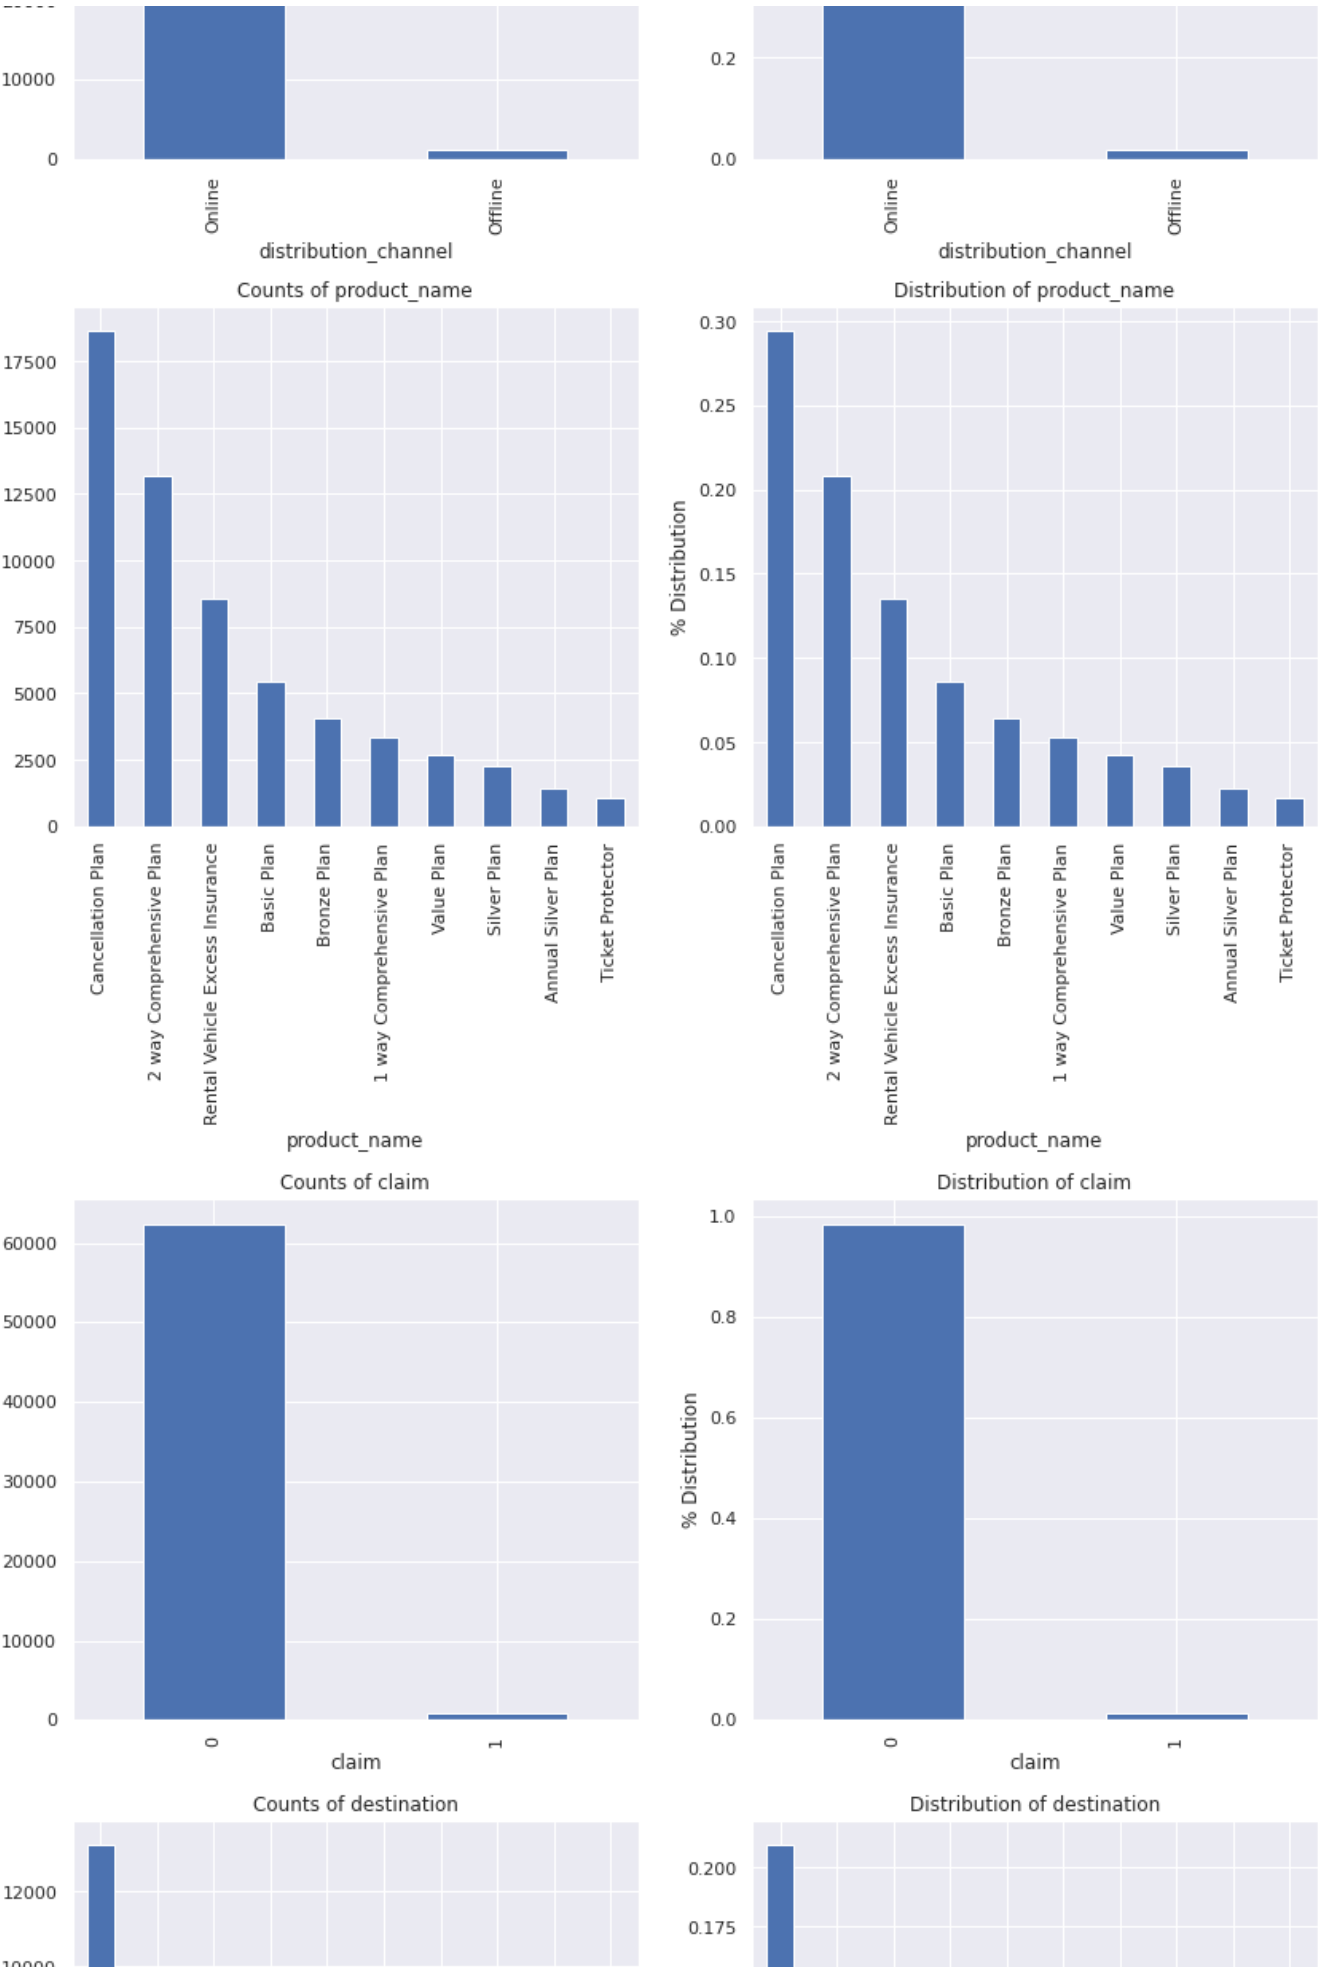 10000
0
Online
Offline
distribution_channel
0.2
0.0
Online
Offline
distribution_channel
Counts of product_name
17500
15000
12500
10000
7500
5000
2500
0
Cancellation Plan
2 way Comprehensive Plan
Rental Vehicle Excess Insurance
Basic Plan
Bronze Plan
1 way Comprehensive Plan
Value Plan
Silver Plan
Annual Silver Plan
Ticket Protector
product_name
Distribution of product_name
% Distribution
0.30
0.25
0.20
0.15
0.10
0.05
0.00
Cancellation Plan
2 way Comprehensive Plan
Rental Vehicle Excess Insurance
Basic Plan
Bronze Plan
1 way Comprehensive Plan
Value Plan
Silver Plan
Annual Silver Plan
Ticket Protector
product_name
Counts of claim
60000
50000
40000
30000
20000
10000
0
0
1
claim
Distribution of claim
% Distribution
1.0
0.8
0.6
0.4
0.2
0.0
0
1
claim
Counts of destination
12000
Distribution of destination
0.200
0.175